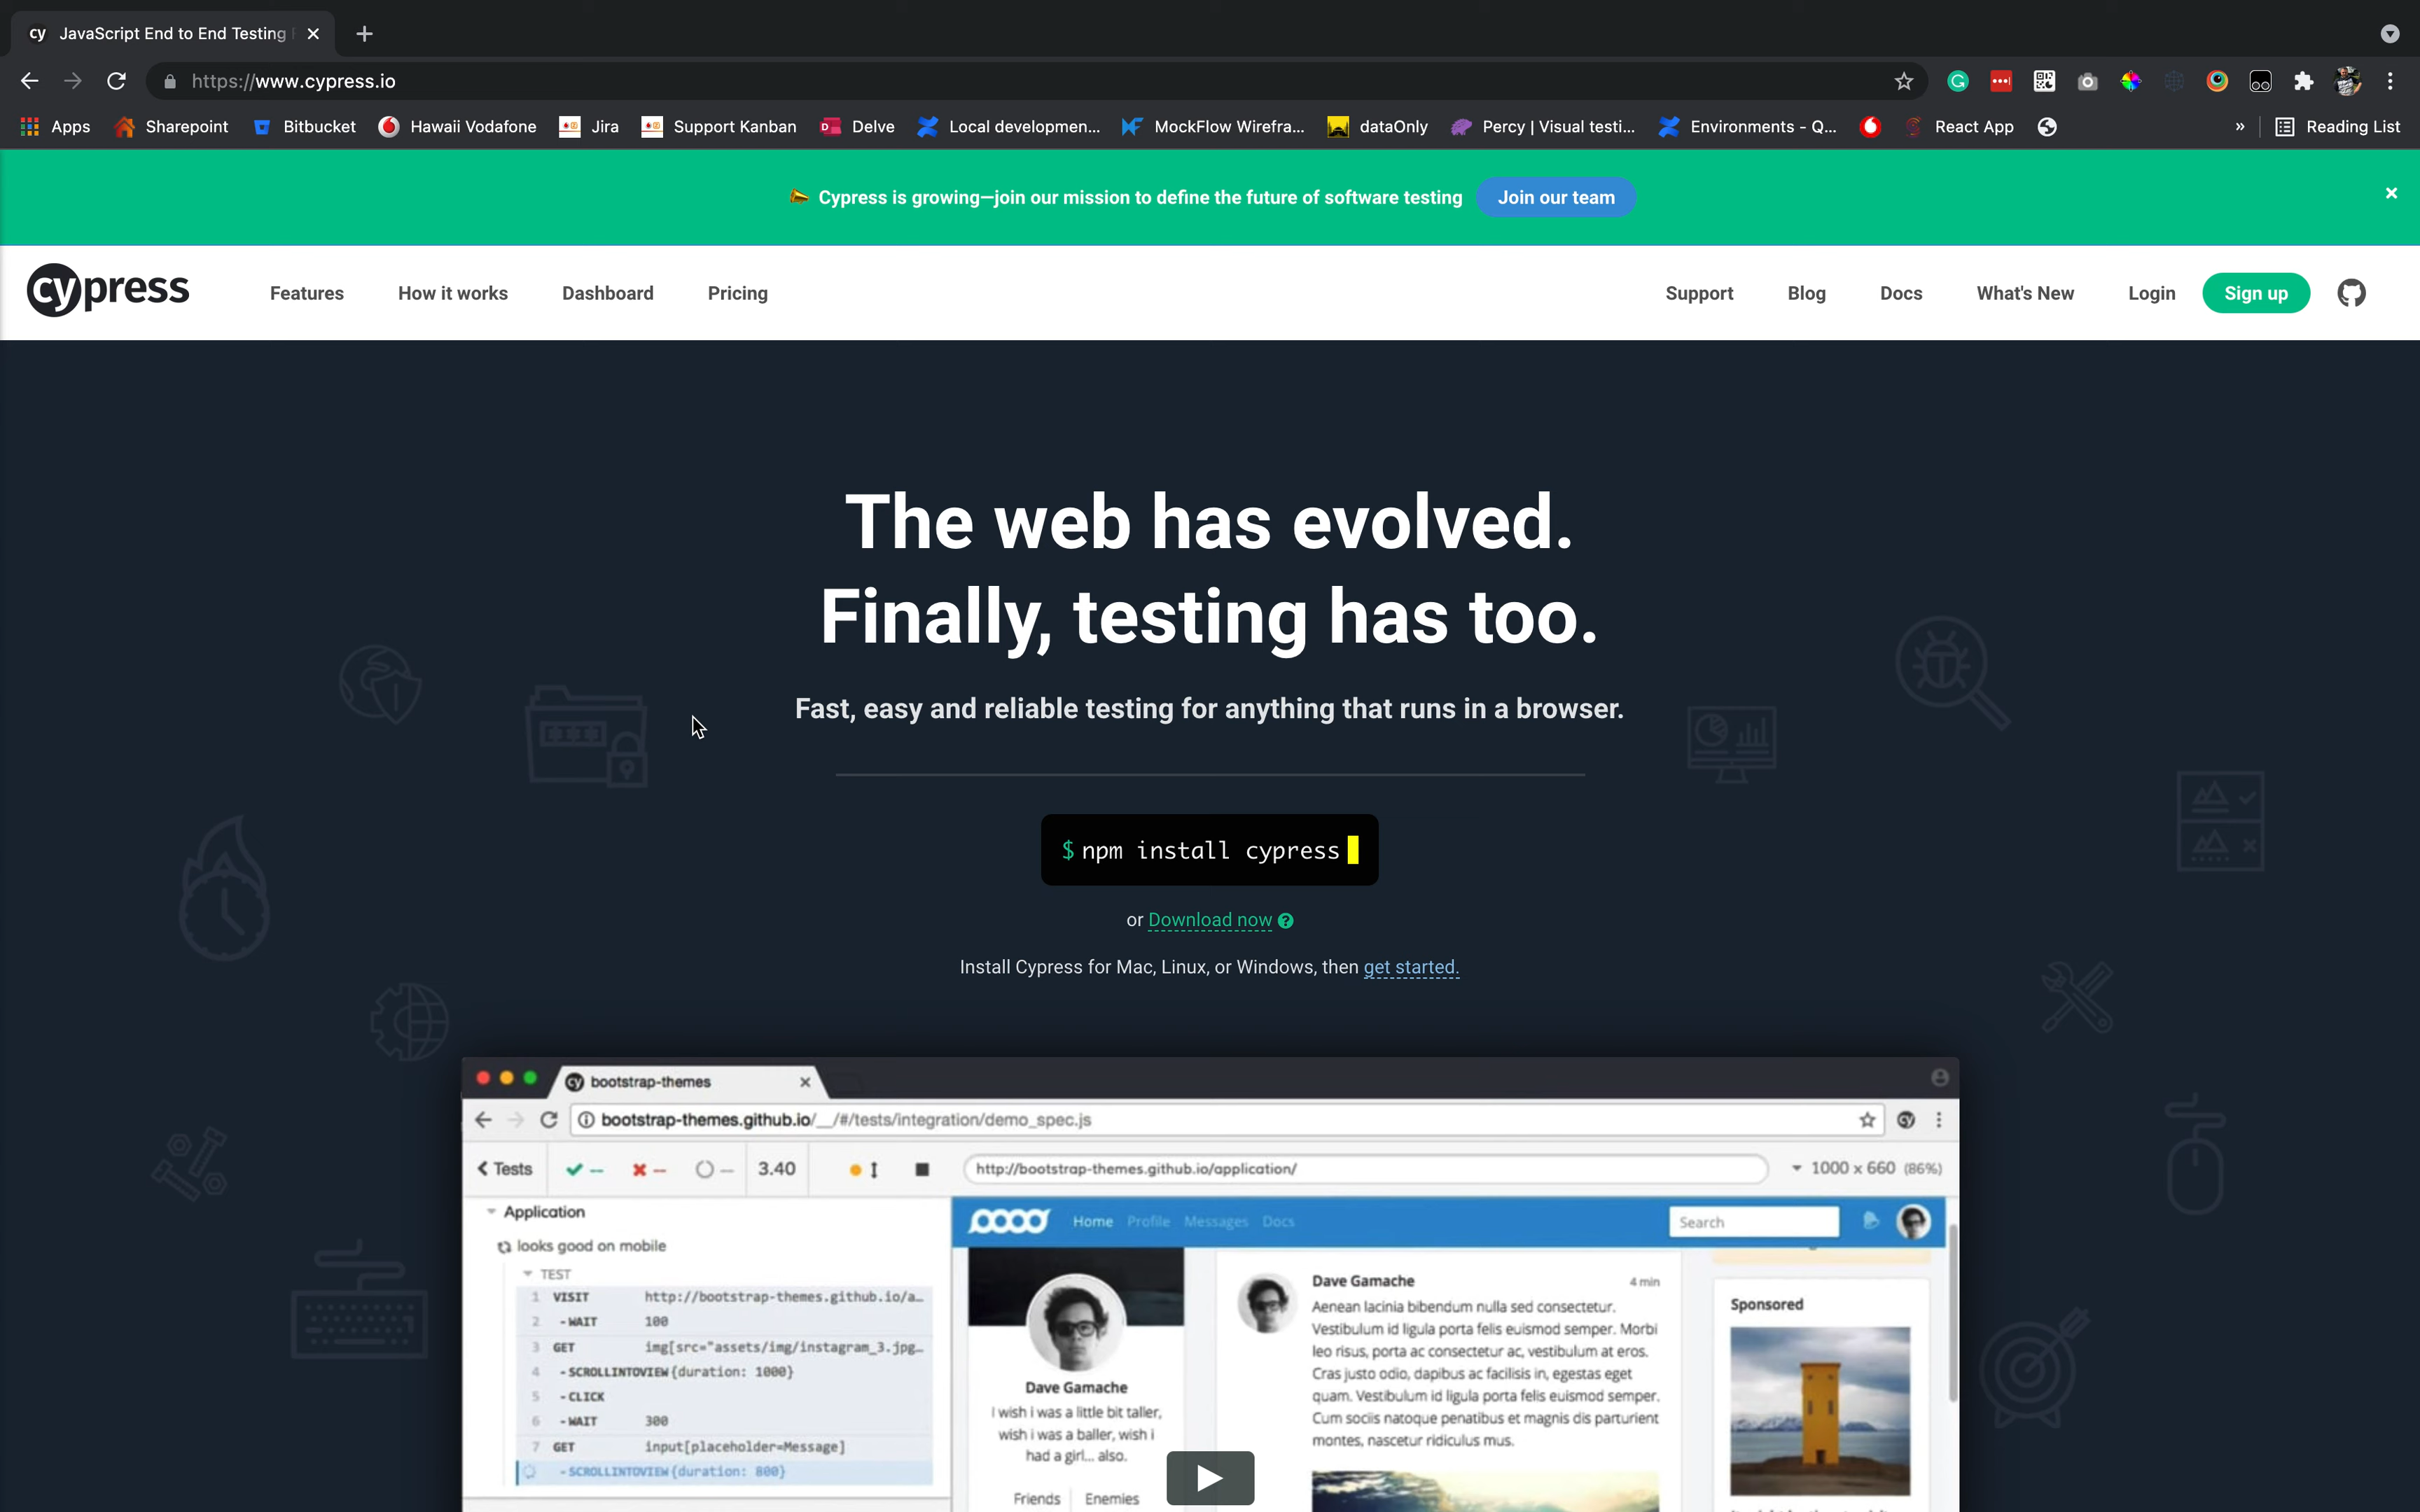 cy JavaScript End to End Testing
https://www.cypress.io
Apps Sharepoint Bitbucket Hawaii Vodafone Jira Support Kanban Delve Local developmen... MockFlow Wirefra... dataOnly Percy | Visual testi... Environments - Q... React App » Reading List
Cypress is growing—join our mission to define the future of software testing Join our team
cypress Features How it works Dashboard Pricing Support Blog Docs What's New Login Sign up
The web has evolved.
Finally, testing has too.
Fast, easy and reliable testing for anything that runs in a browser.
$ npm install cypress
or Download now ?
Install Cypress for Mac, Linux, or Windows, then get started.
cy bootstrap-themes
bootstrap-themes.github.io/__/#/tests/integration/demo_spec.js cy
Tests -- -- -- 3.40 http://bootstrap-themes.github.io/application/ 1000 x 660 (86%)
Application
looks good on mobile
TEST
1 VISIT http://bootstrap-themes.github.io/a...
2 -WAIT 100
3 GET img[src="assets/img/instagram_3.jpg...
4 -SCROLLINTOVIEW {duration: 1000}
5 -CLICK
6 -WAIT 300
7 GET input[placeholder=Message]
-SCROLLINTOVIEW {duration: 800}
Home Profile Messages Docs Search
Dave Gamache
I wish i was a little bit taller,
wish i was a baller, wish i
had a girl... also.
Friends Enemies
Dave Gamache 4 min
Aenean lacinia bibendum nulla sed consectetur.
Vestibulum id ligula porta felis euismod semper. Morbi
leo risus, porta ac consectetur ac, vestibulum at eros.
Cras justo odio, dapibus ac facilisis in, egestas eget
quam. Vestibulum id ligula porta felis euismod semper.
Cum sociis natoque penatibus et magnis dis parturient
montes, nascetur ridiculus mus.
Sponsored